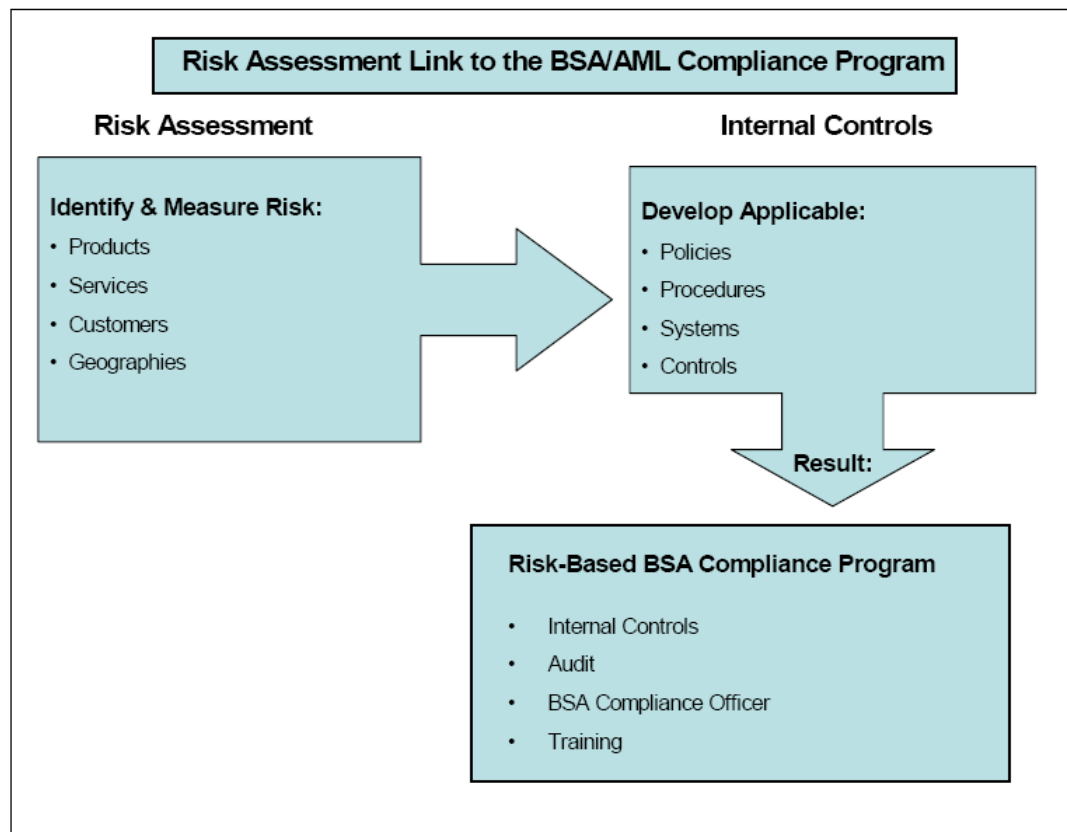 Risk Assessment Link to the BSA/AML Compliance Program
Risk Assessment
Internal Controls
Identify & Measure Risk:
• Products
• Services
• Customers
• Geographies
Develop Applicable:
• Policies
• Procedures
• Systems
• Controls
Result:
Risk-Based BSA Compliance Program
• Internal Controls
• Audit
• BSA Compliance Officer
• Training